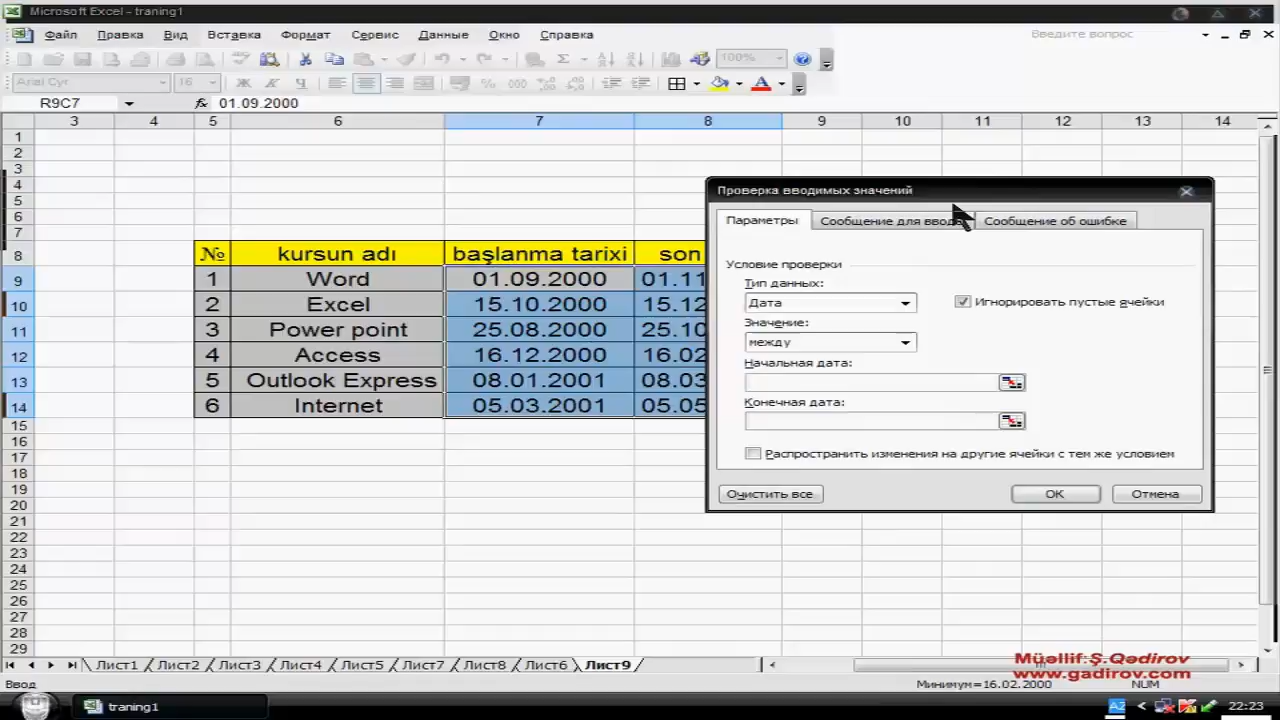 Microsoft Excel - traning1
Файл Правка Вид Вставка Формат Сервис Данные Окно Справка Введите вопрос
100%
Arial Cyr 16 Ж К Ч 000
R9C7 fx 01.09.2000
3 4 5 6 7 8 9 10 11 12 13 14
1
2
3
4
5
6
7
8 № kursun adı başlanma tarixi son
9 1 Word 01.09.2000 01.11
10 2 Excel 15.10.2000 15.12
11 3 Power point 25.08.2000 25.10
12 4 Access 16.12.2000 16.02
13 5 Outlook Express 08.01.2001 08.03
14 6 Internet 05.03.2001 05.05
15
16
17
18
19
20
21
22
23
24
25
26
27
28
29
Проверка вводимых значений
Параметры Сообщение для ввода Сообщение об ошибке
Условие проверки
Тип данных:
Дата Игнорировать пустые ячейки
Значение:
между
Начальная дата:
Конечная дата:
Распространить изменения на другие ячейки с тем же условием
Очистить все OK Отмена
Лист1 Лист2 Лист3 Лист4 Лист5 Лист7 Лист8 Лист6 Лист9
Müəllif:Ş.Qədirov
www.gadirov.com
Ввод Минимум=16.02.2000 NUM
traning1 AZ 22:23